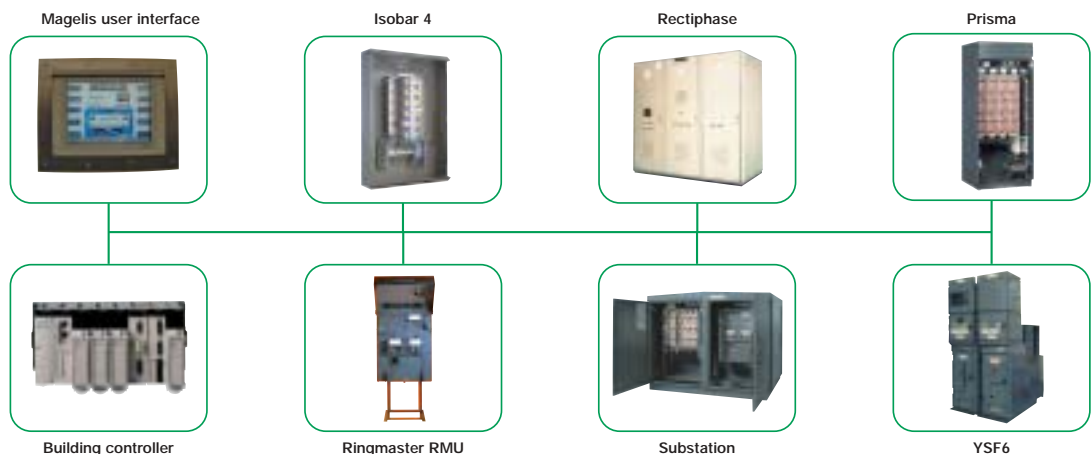 Magelis user interface
Isobar 4
Rectiphase
Prisma
Building controller
Ringmaster RMU
Substation
YSF6